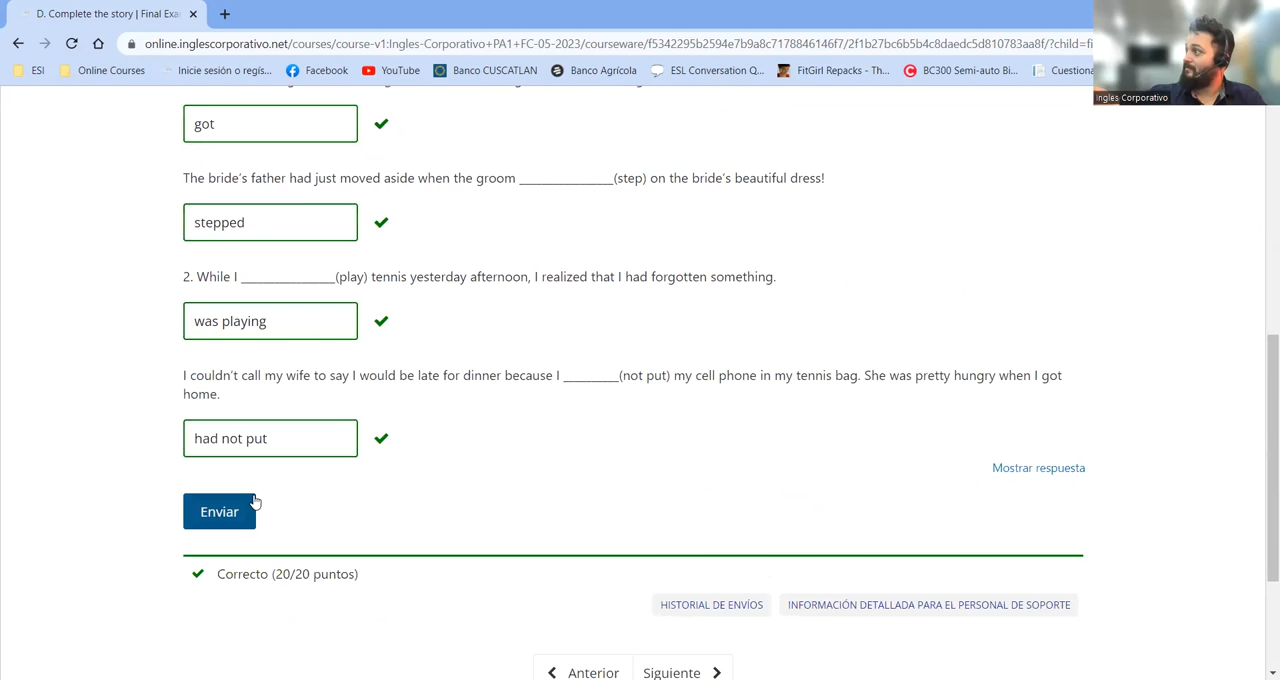 D. Complete the story | Final Exa
online.inglescorporativo.net/courses/course-v1:Ingles-Corporativo+PA1+FC-05-2023/courseware/f5342295b2594e7b9a8c7178846146f7/2f1b27bc6b5b4c8daedc5d810783aa8f/?child=fi
ESI Online Courses Inicie sesión o regís... Facebook YouTube Banco CUSCATLAN Banco Agrícola ESL Conversation Q... FitGirl Repacks - Th... BC300 Semi-auto Bi... Cuestiona
Ingles Corporativo
got
The bride's father had just moved aside when the groom _______________(step) on the bride's beautiful dress!
stepped
2. While I _______________(play) tennis yesterday afternoon, I realized that I had forgotten something.
was playing
I couldn't call my wife to say I would be late for dinner because I _________(not put) my cell phone in my tennis bag. She was pretty hungry when I got
home.
had not put
Mostrar respuesta
Enviar
Correcto (20/20 puntos)
HISTORIAL DE ENVÍOS INFORMACIÓN DETALLADA PARA EL PERSONAL DE SOPORTE
Anterior Siguiente